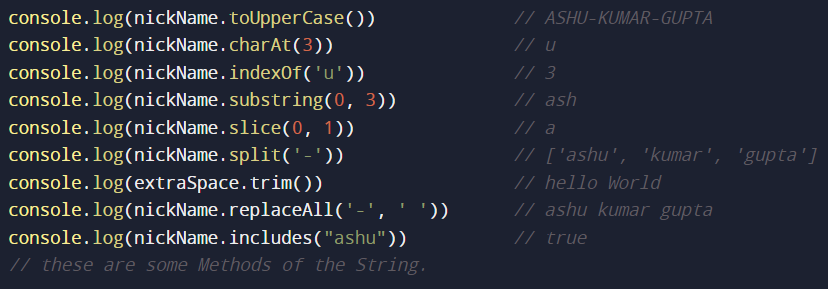 console.log(nickName.toUpperCase()) // ASHU-KUMAR-GUPTA
console.log(nickName.charAt(3)) // u
console.log(nickName.indexOf('u')) // 3
console.log(nickName.substring(0, 3)) // ash
console.log(nickName.slice(0, 1)) // a
console.log(nickName.split('-')) // ['ashu', 'kumar', 'gupta']
console.log(extraSpace.trim()) // hello World
console.log(nickName.replaceAll('-', ' ')) // ashu kumar gupta
console.log(nickName.includes("ashu")) // true
// these are some Methods of the String.